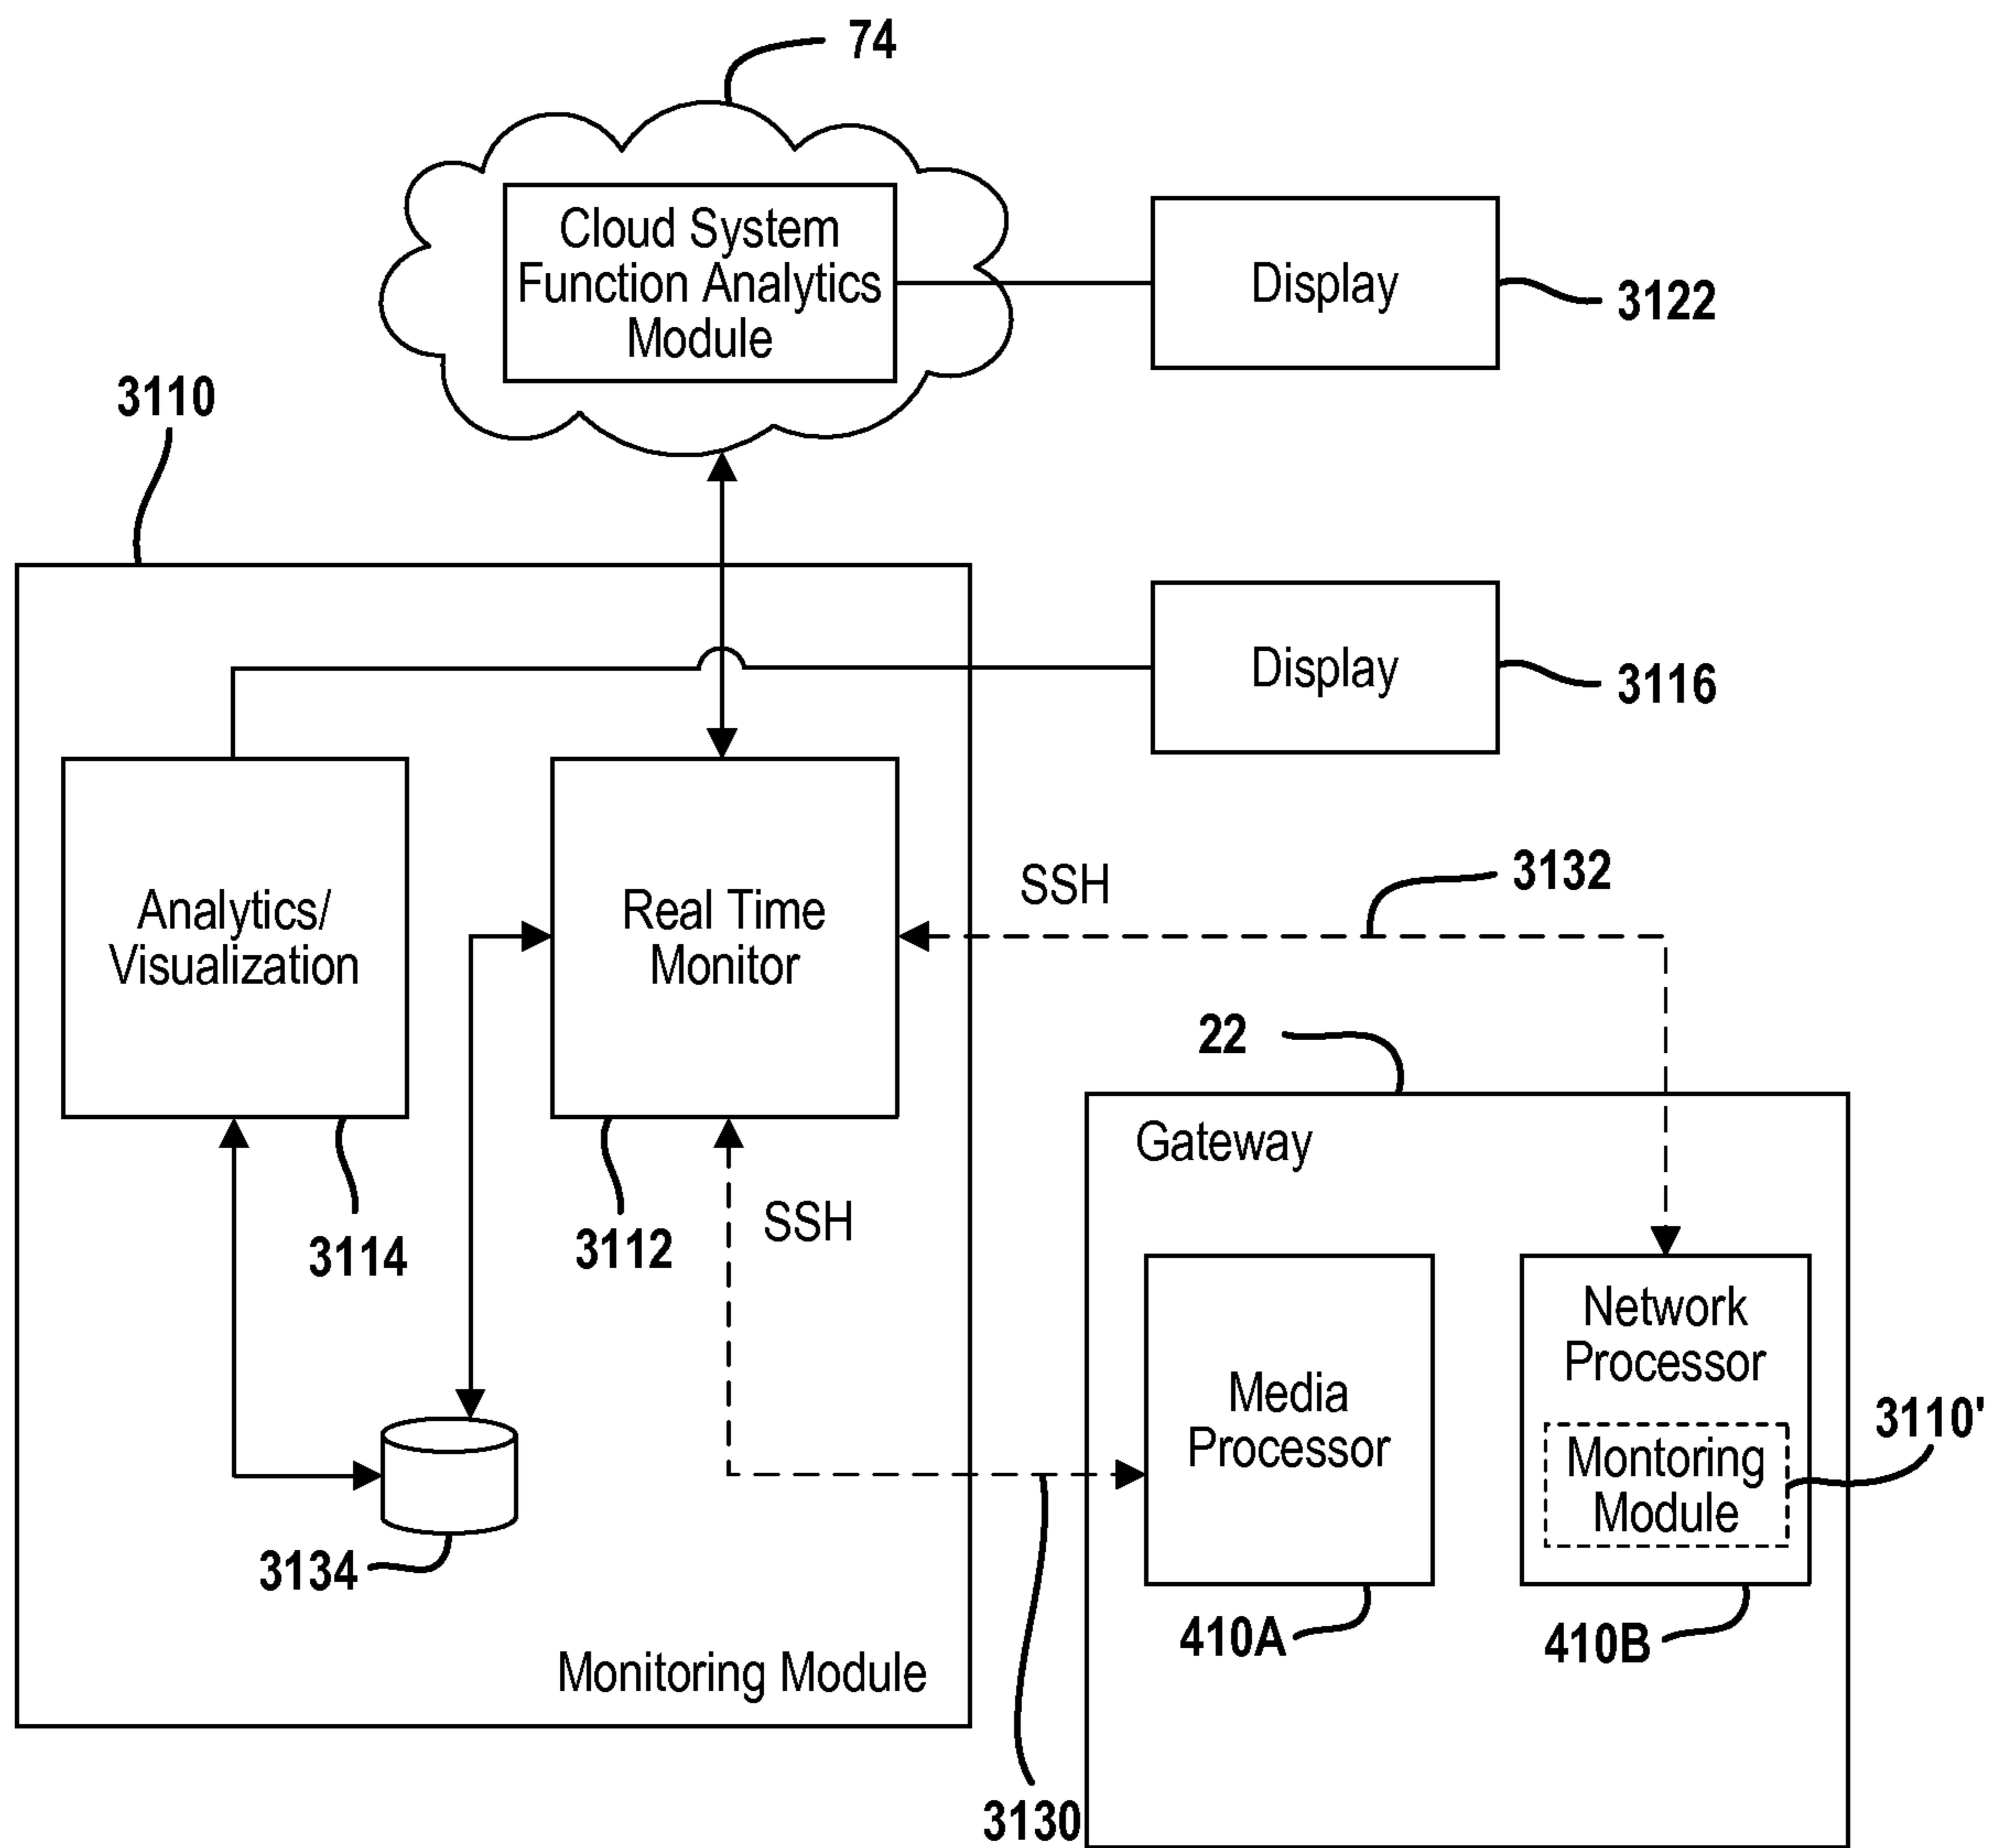 74
Cloud System
Function Analytics
Module
Display
3122
3110
Display
3116
Analytics/
Visualization
Real Time
Monitor
SSH
3132
22
Gateway
3114
3112
SSH
Network
Processor
Media
Processor
3110'
Montoring
Module
3134
410A
410B
Monitoring Module
3130